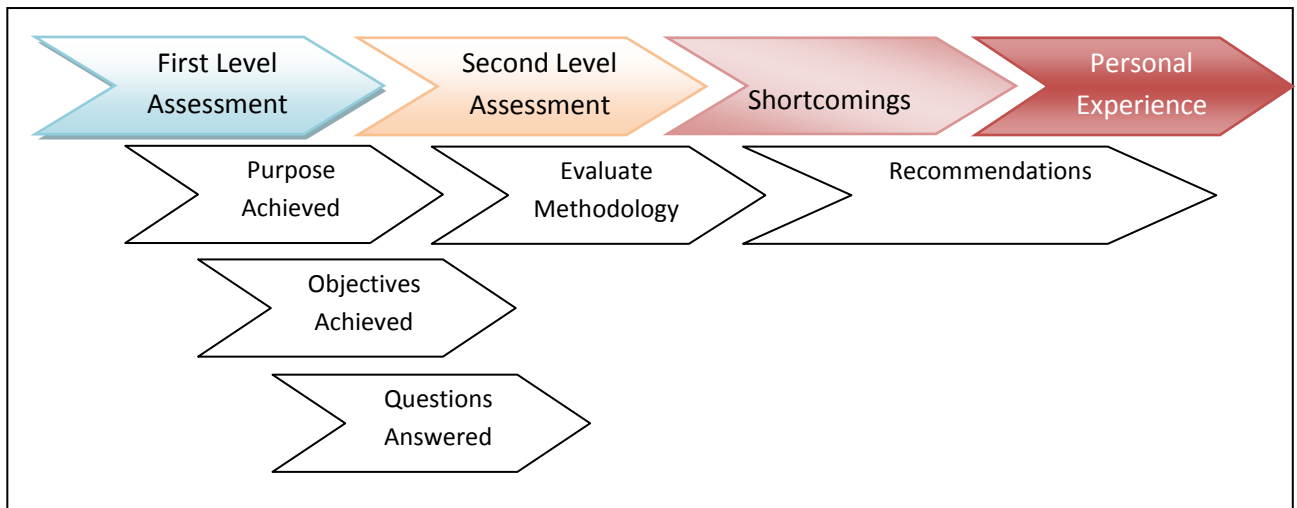 First Level
Assessment
Second Level
Assessment
Shortcomings
Personal
Experience
Purpose
Achieved
Evaluate
Methodology
Recommendations
Objectives
Achieved
Questions
Answered